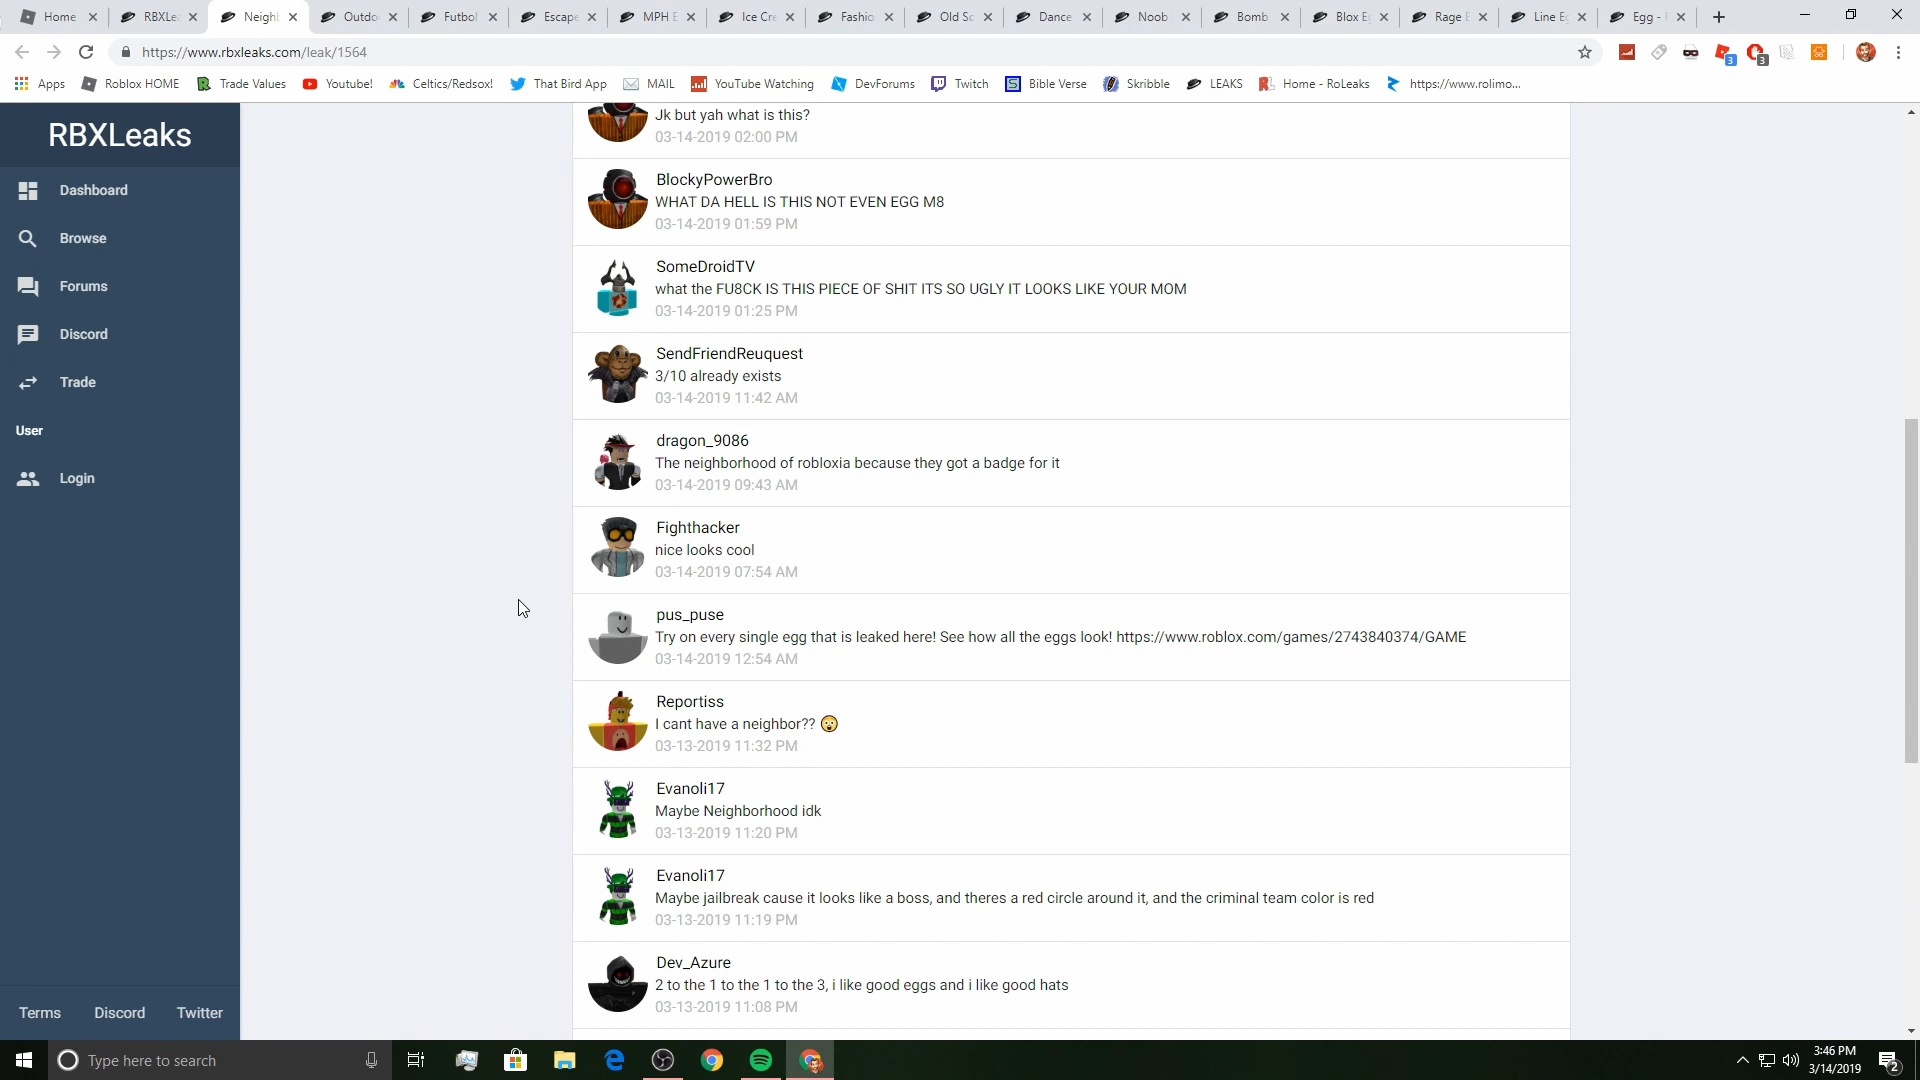 Home
RBXLea
Neighl
Outdo
Futbol
Escape
MPH E
Ice Cre
Fashio
Old Sc
Dance
Noob
Bomb
Blox E
Rage E
Line E
Egg -
https://www.rbxleaks.com/leak/1564
3
3
Apps
Roblox HOME
Trade Values
Youtube!
Celtics/Redsox!
That Bird App
MAIL
YouTube Watching
DevForums
Twitch
Bible Verse
Skribble
LEAKS
Home - RoLeaks
https://www.rolimo...
RBXLeaks
Dashboard
Browse
Forums
Discord
Trade
User
Login
Terms Discord Twitter
Jk but yah what is this?
03-14-2019 02:00 PM
BlockyPowerBro
WHAT DA HELL IS THIS NOT EVEN EGG M8
03-14-2019 01:59 PM
SomeDroidTV
what the FU8CK IS THIS PIECE OF SHIT ITS SO UGLY IT LOOKS LIKE YOUR MOM
03-14-2019 01:25 PM
SendFriendReuquest
3/10 already exists
03-14-2019 11:42 AM
dragon_9086
The neighborhood of robloxia because they got a badge for it
03-14-2019 09:43 AM
Fighthacker
nice looks cool
03-14-2019 07:54 AM
pus_puse
Try on every single egg that is leaked here! See how all the eggs look! https://www.roblox.com/games/2743840374/GAME
03-14-2019 12:54 AM
Reportiss
I cant have a neighbor?? 😲
03-13-2019 11:32 PM
Evanoli17
Maybe Neighborhood idk
03-13-2019 11:20 PM
Evanoli17
Maybe jailbreak cause it looks like a boss, and theres a red circle around it, and the criminal team color is red
03-13-2019 11:19 PM
Dev_Azure
2 to the 1 to the 1 to the 3, i like good eggs and i like good hats
03-13-2019 11:08 PM
Type here to search
3:46 PM
3/14/2019
2